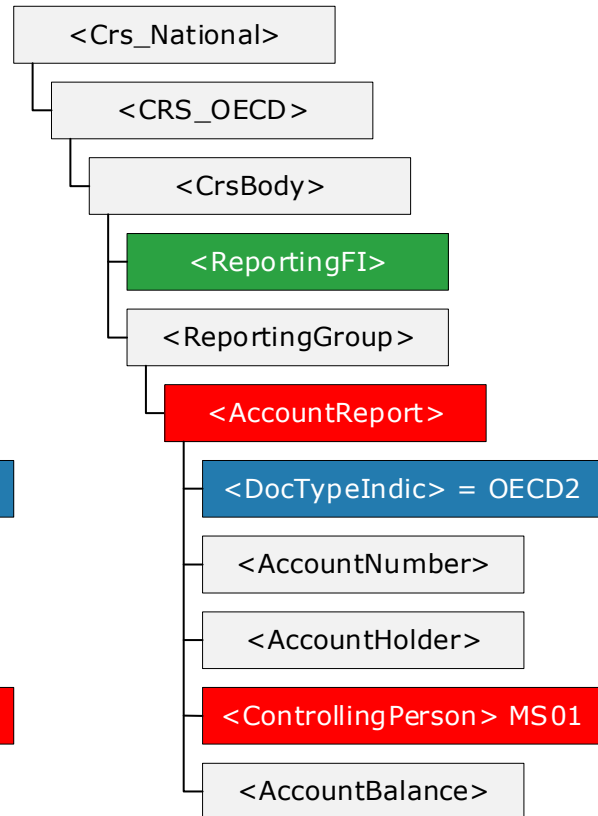 <Crs_National>
<CRS_OECD>
<CrsBody>
<ReportingFI>
<ReportingGroup>
<AccountReport>
<DocTypeIndic> = OECD2
<AccountNumber>
<AccountHolder>
<ControllingPerson> MS01
<AccountBalance>